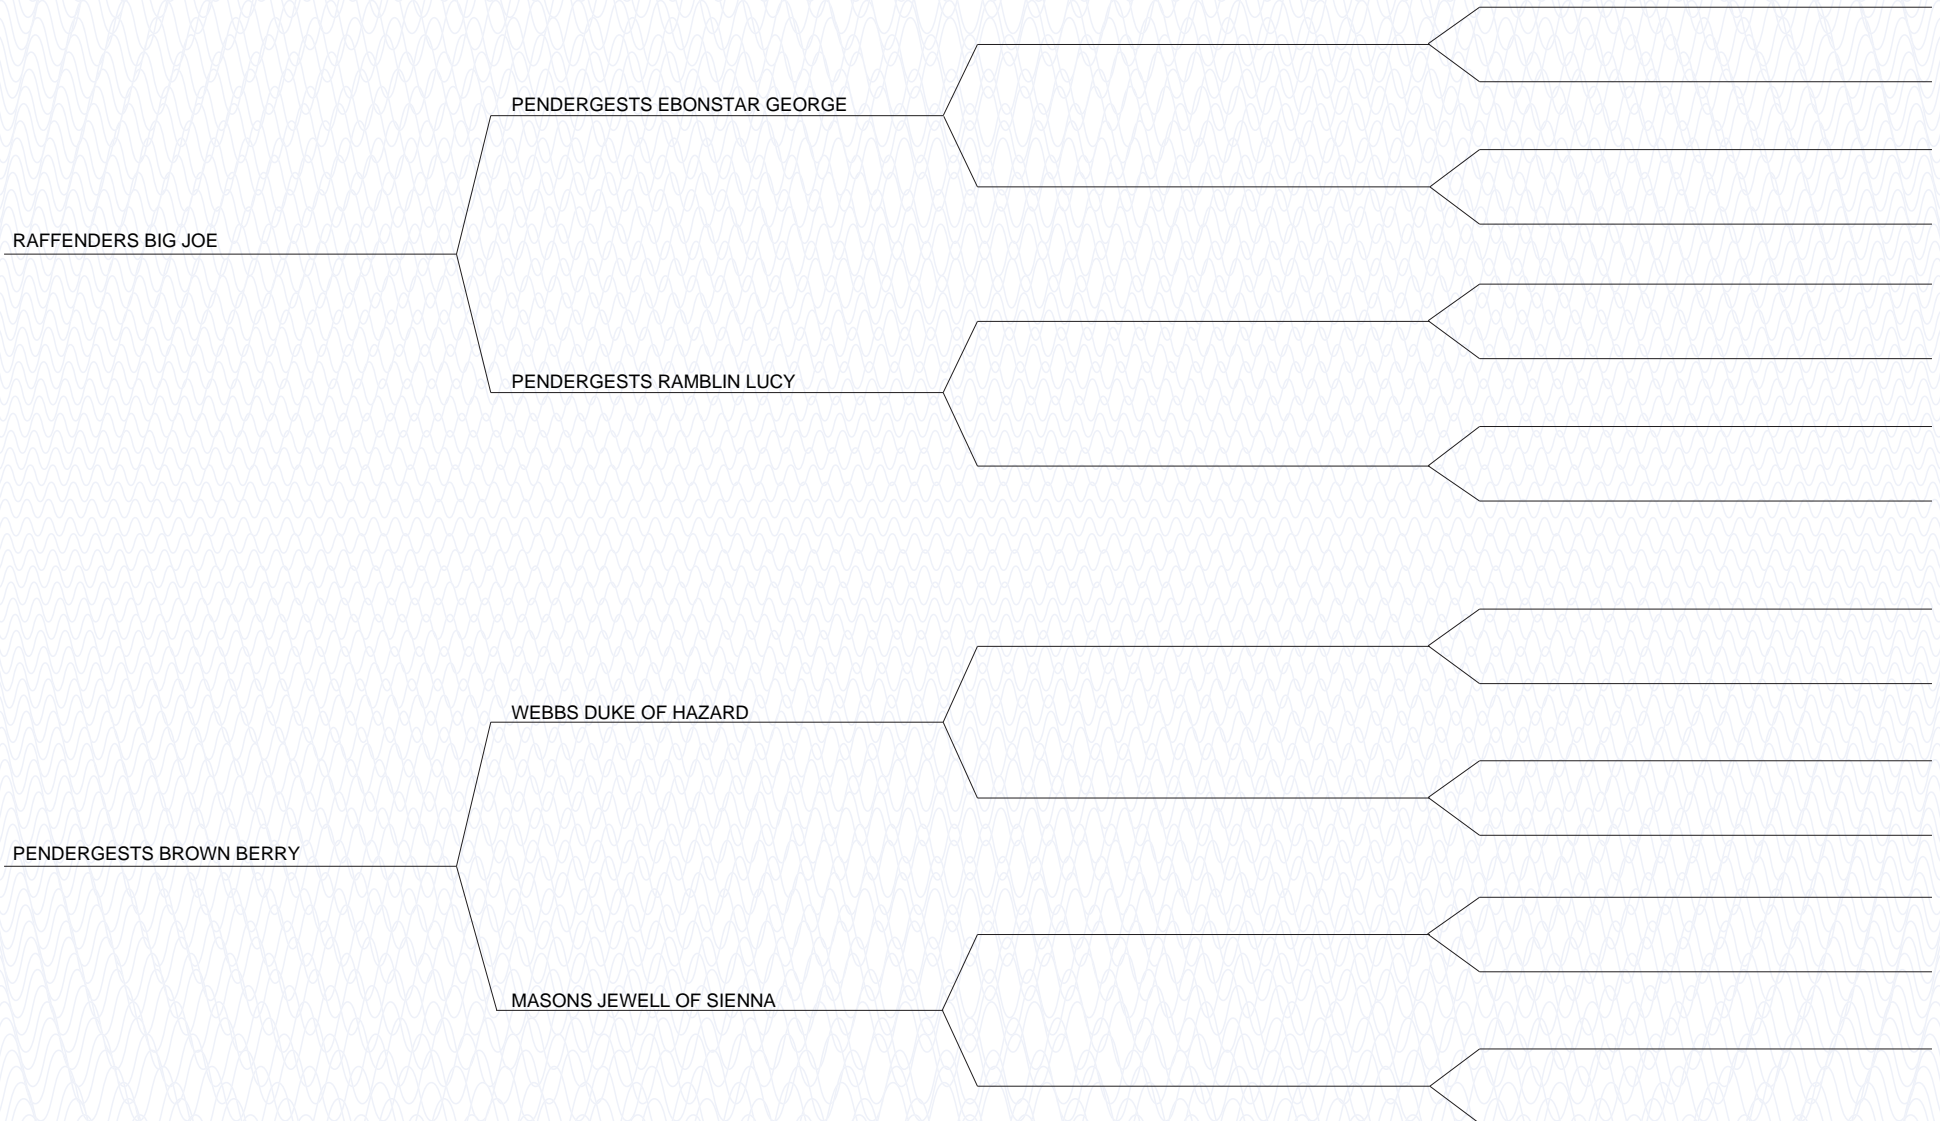 PENDERGESTS EBONSTAR GEORGE
RAFFENDERS BIG JOE
PENDERGESTS RAMBLIN LUCY
WEBBS DUKE OF HAZARD
PENDERGESTS BROWN BERRY
MASONS JEWELL OF SIENNA